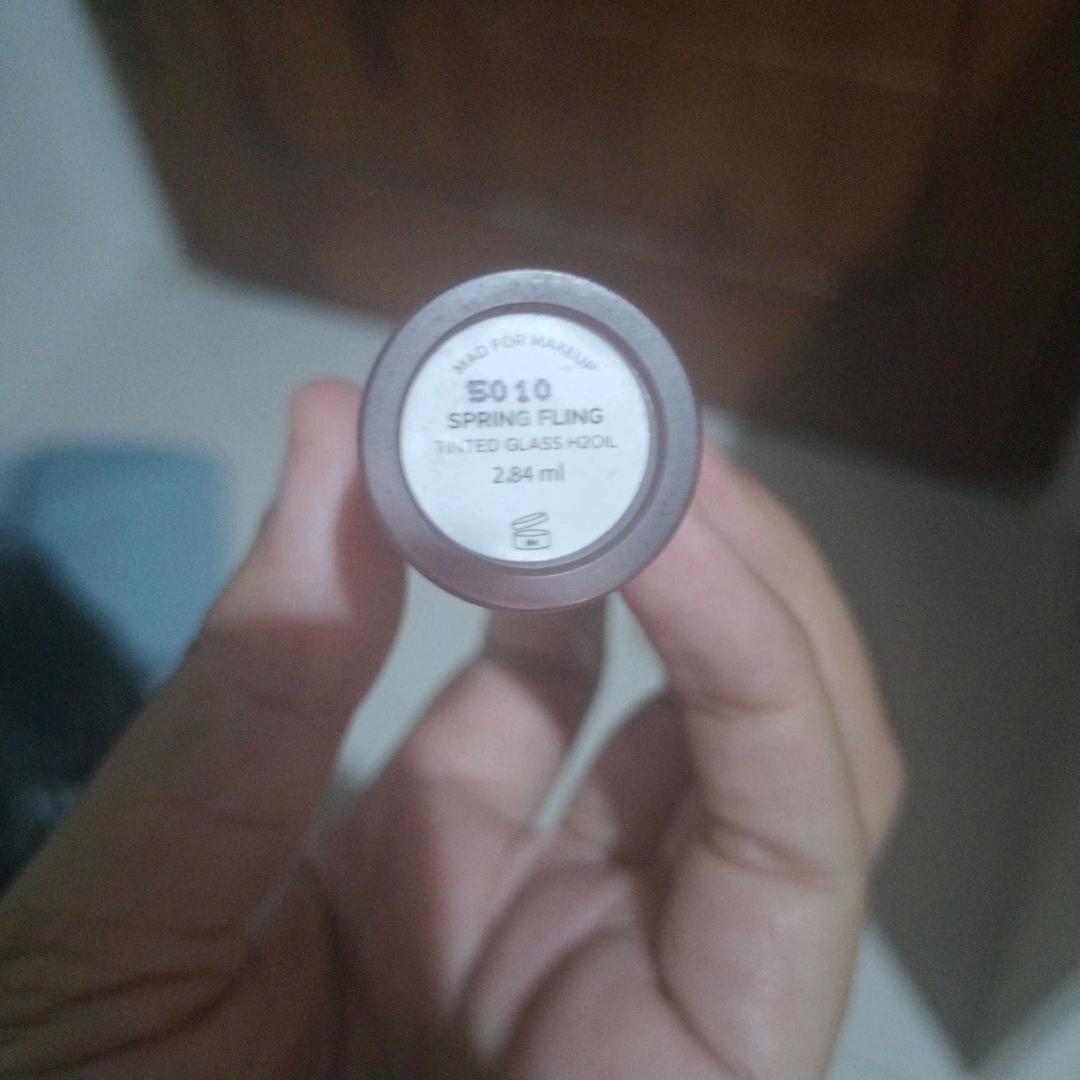 MAD FOR MAKEUP
5010
SPRING FLING
TINTED GLASS H2OIL
2.84 ml